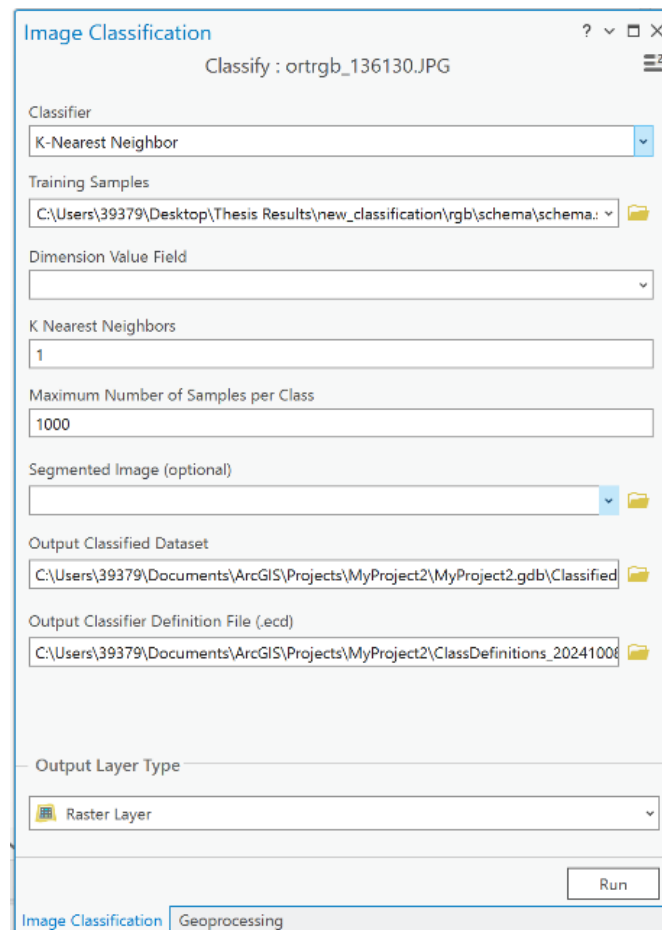 Image Classification
Classify : ortrgb_136130.JPG
Classifier
K-Nearest Neighbor
Training Samples
C:\Users\39379\Desktop\Thesis Results\new_classification\rgb\schema\schema.
Dimension Value Field
K Nearest Neighbors
1
Maximum Number of Samples per Class
1000
Segmented Image (optional)
Output Classified Dataset
C:\Users\39379\Documents\ArcGIS\Projects\MyProject2\MyProject2.gdb\Classified
Output Classifier Definition File (.ecd)
C:\Users\39379\Documents\ArcGIS\Projects\MyProject2\ClassDefinitions_20241008
Output Layer Type
Raster Layer
Run
Image Classification Geoprocessing